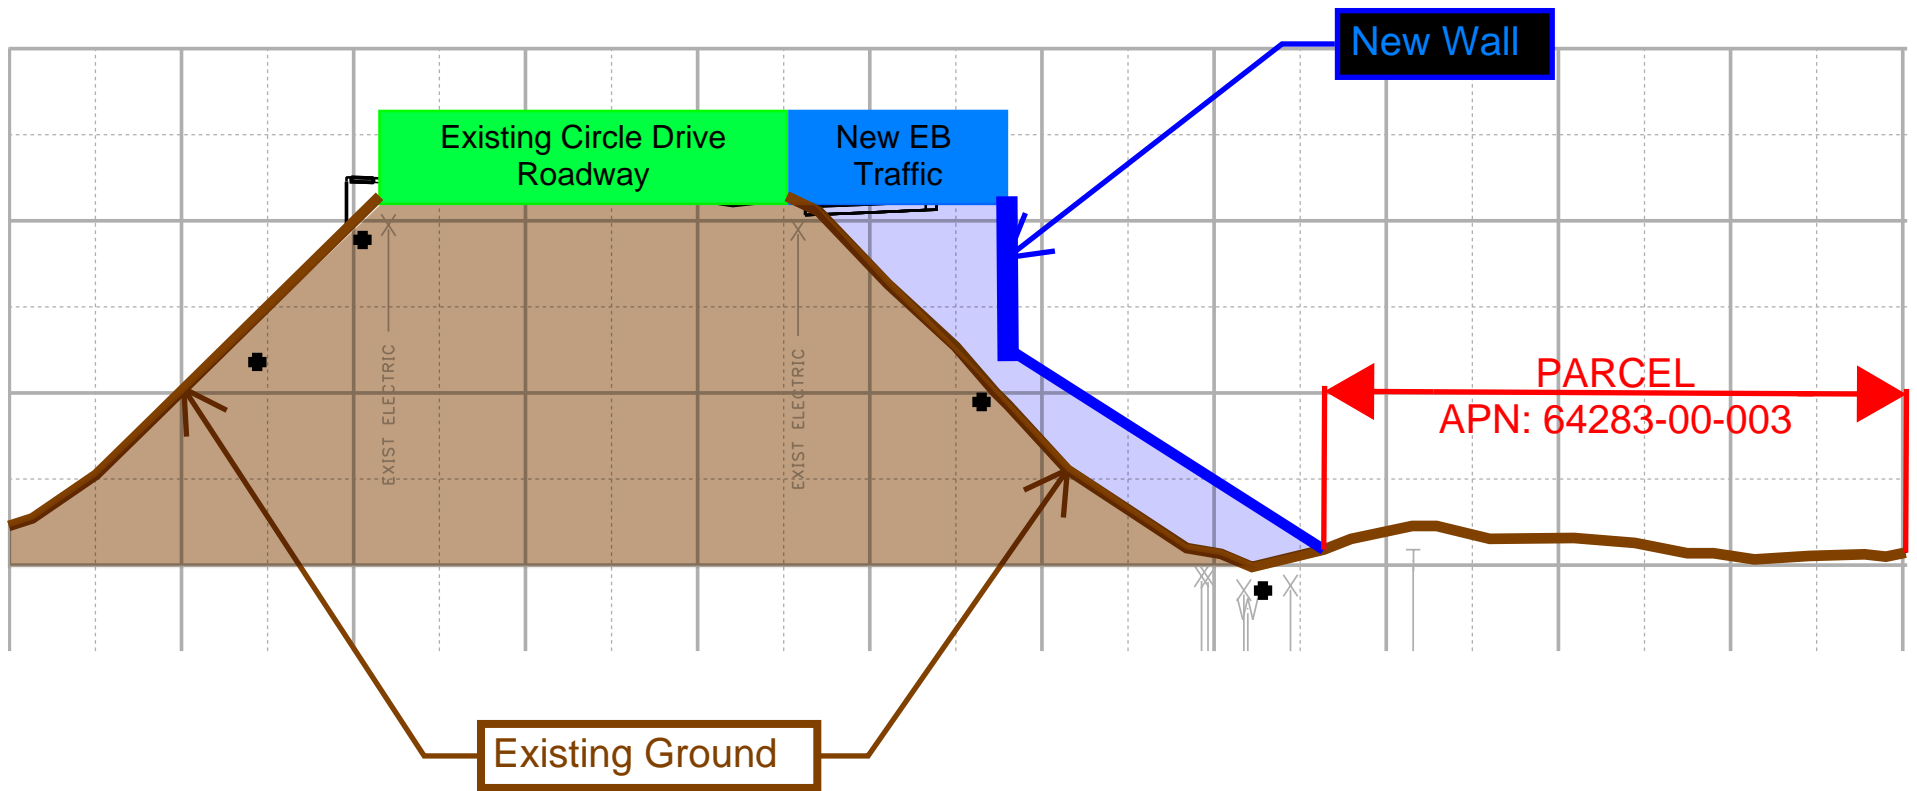 New Wall
Existing Circle Drive
Roadway
New EB
Traffic
EXIST ELECTRIC
EXIST ELECTRIC
PARCEL
APN: 64283-00-003
Existing Ground